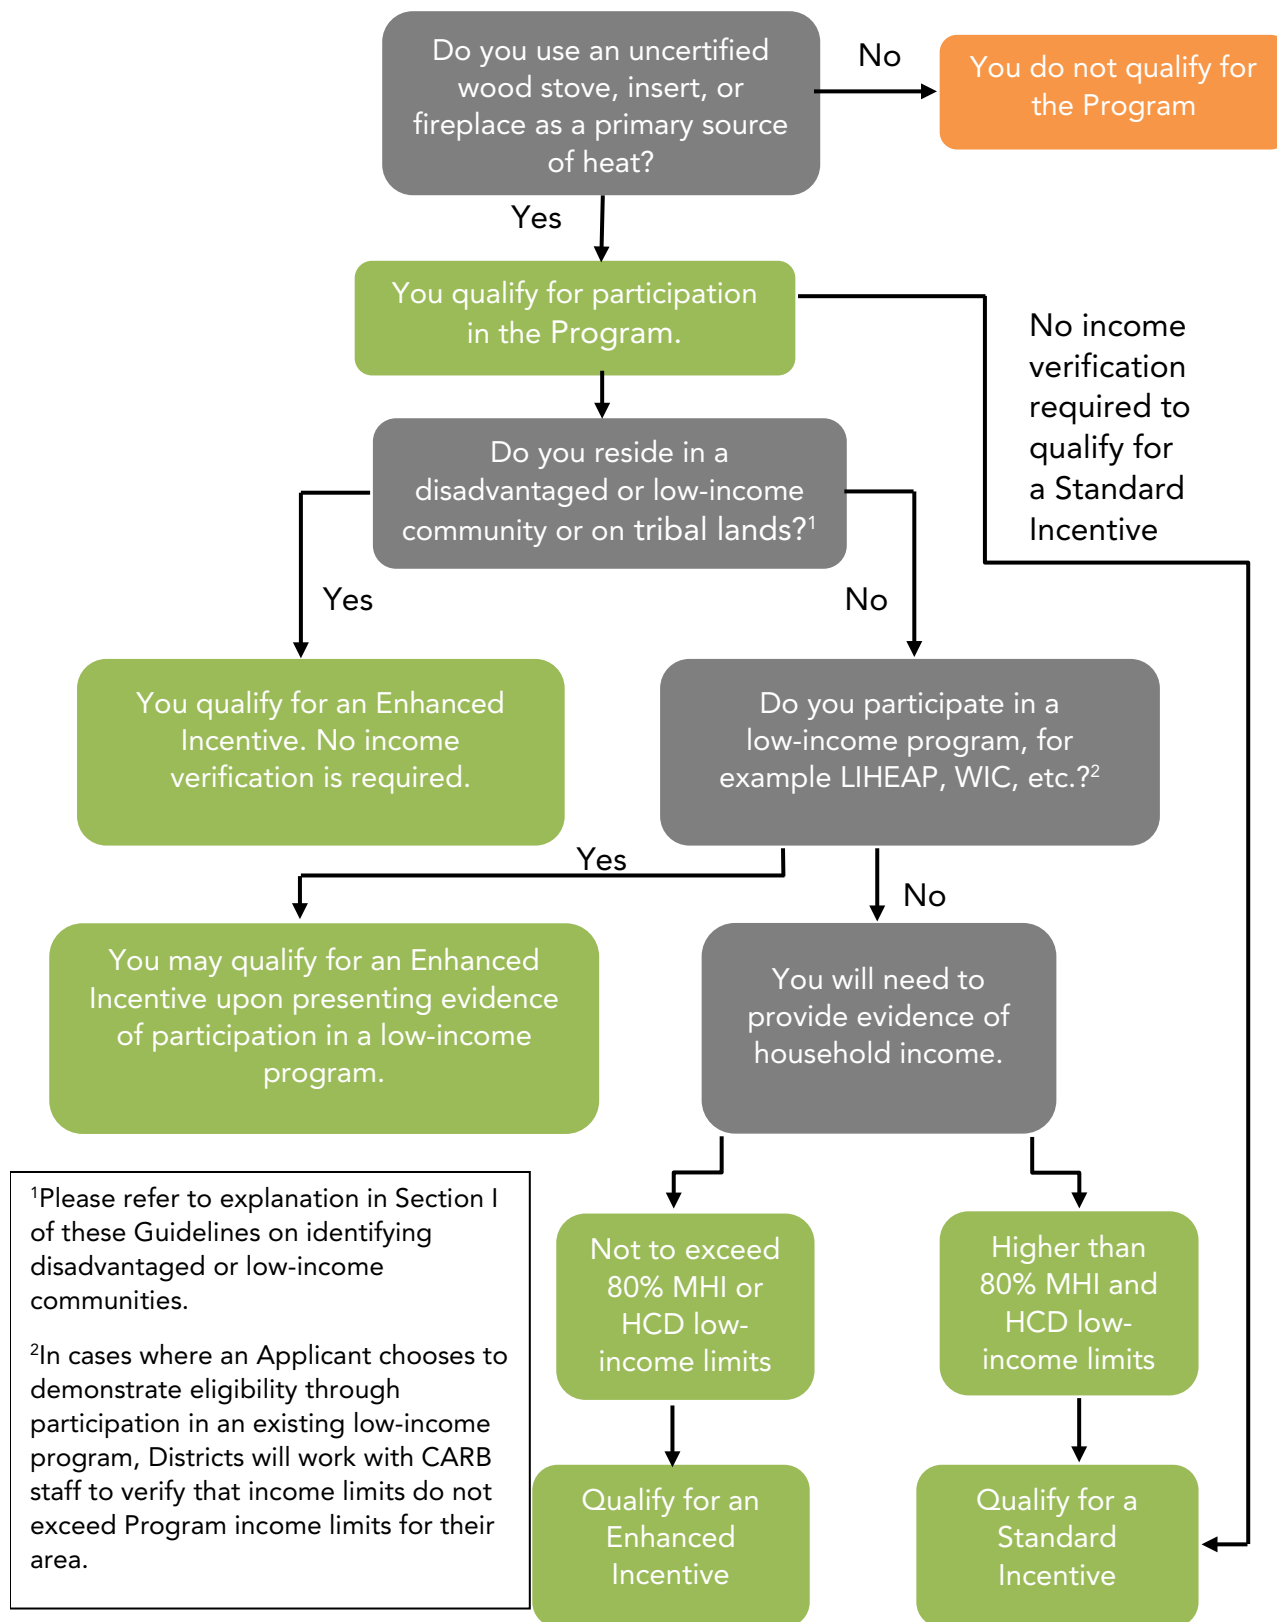 Do you use an uncertified
wood stove, insert, or
fireplace as a primary source
of heat?
No
You do not qualify for
the Program
Yes
You qualify for participation
in the Program.
No income
verification
required to
qualify for
a Standard
Incentive
Do you reside in a
disadvantaged or low-income
community or on tribal lands?¹
Yes
No
You qualify for an Enhanced
Incentive. No income
verification is required.
Do you participate in a
low-income program, for
example LIHEAP, WIC, etc.?²
Yes
No
You may qualify for an Enhanced
Incentive upon presenting evidence
of participation in a low-income
program.
You will need to
provide evidence of
household income.
¹Please refer to explanation in Section I
of these Guidelines on identifying
disadvantaged or low-income
communities.
²In cases where an Applicant chooses to
demonstrate eligibility through
participation in an existing low-income
program, Districts will work with CARB
staff to verify that income limits do not
exceed Program income limits for their
area.
Not to exceed
80% MHI or
HCD low-
income limits
Higher than
80% MHI and
HCD low-
income limits
Qualify for an
Enhanced
Incentive
Qualify for a
Standard
Incentive